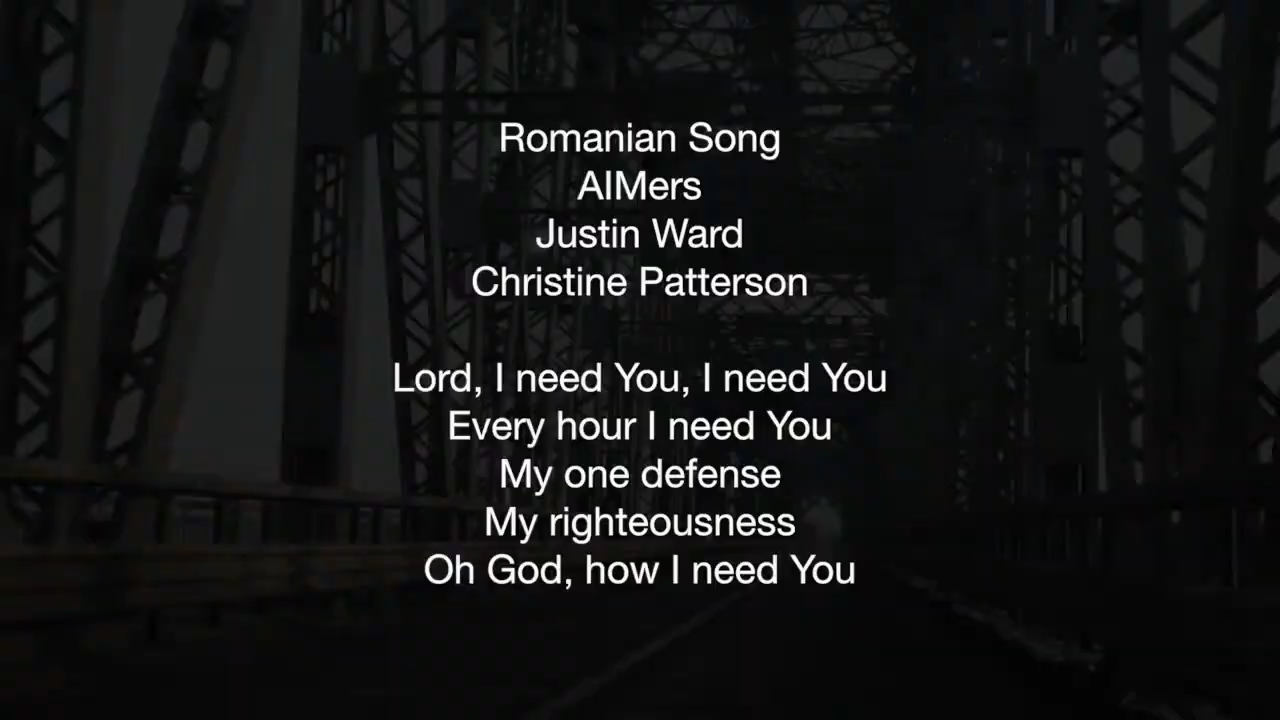 Romanian Song
AIMers
Justin Ward
Christine Patterson
Lord, I need You, I need You
Every hour I need You
My one defense
My righteousness
Oh God, how I need You